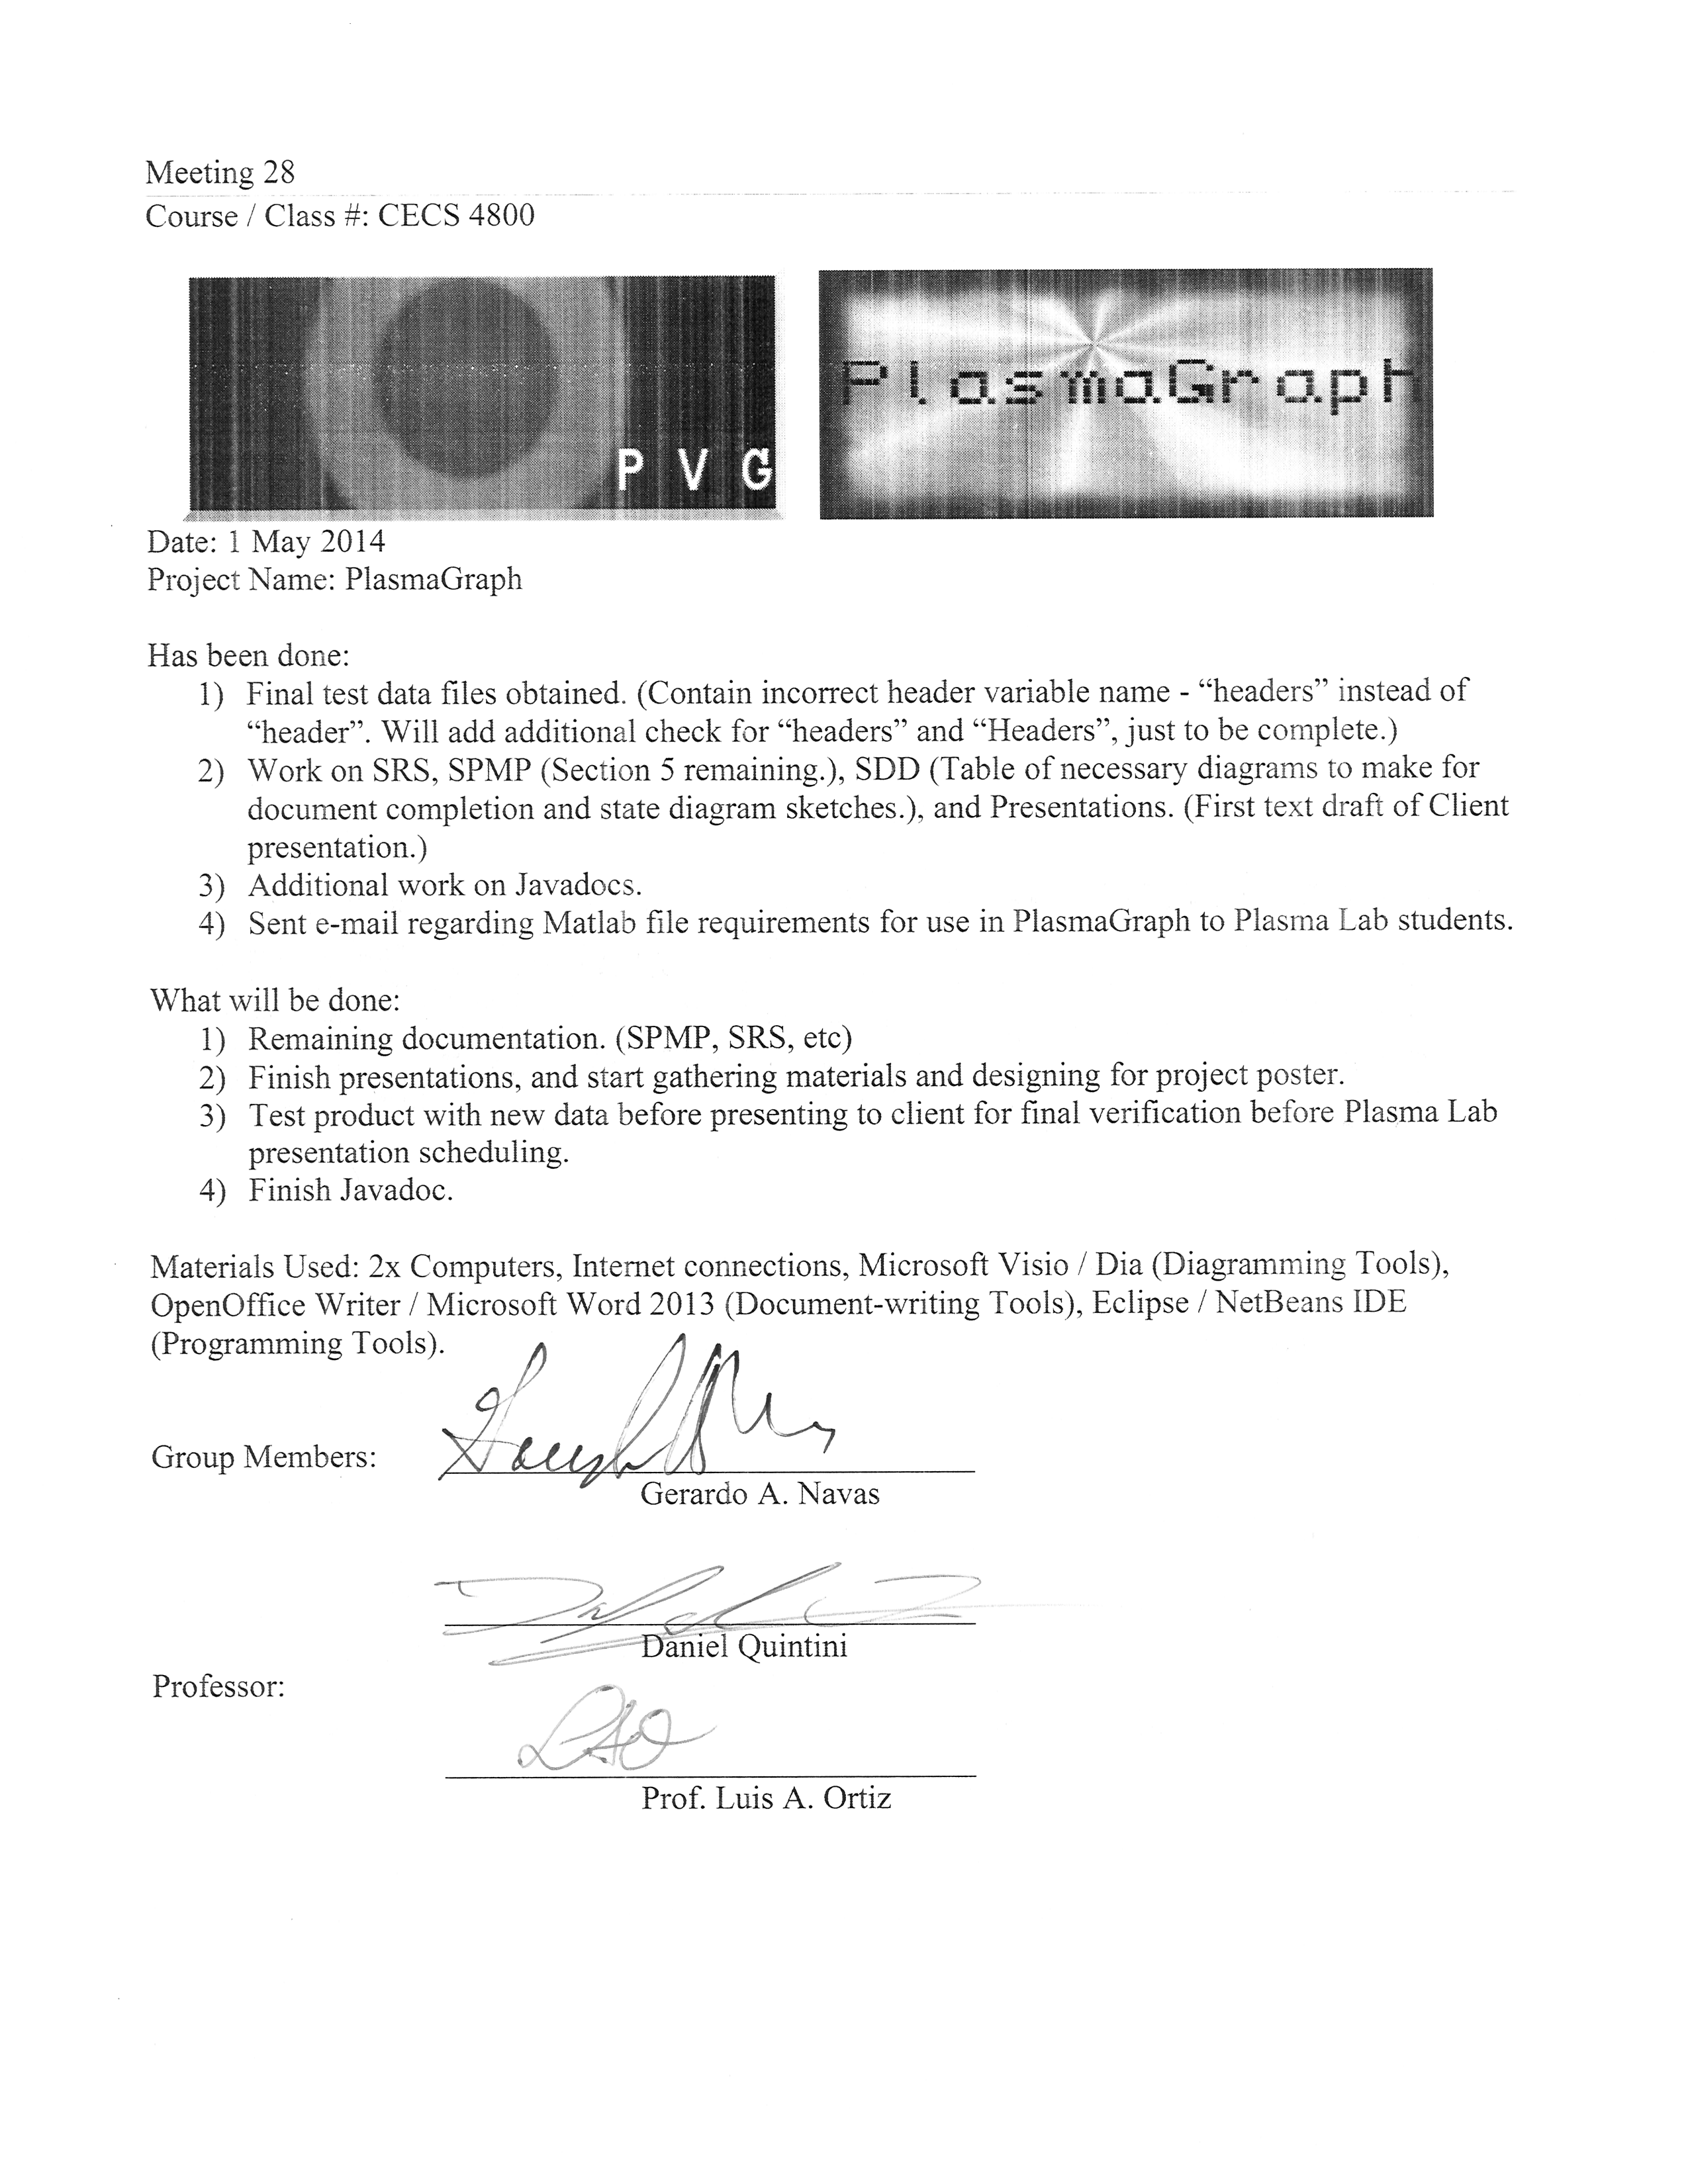 Meeting 28
Course / Class #: CECS 4800
P V G
PlasmaGraph
Date: 1 May 2014
Project Name: PlasmaGraph
Has been done:
1) Final test data files obtained. (Contain incorrect header variable name - “headers” instead of
“header”. Will add additional check for “headers” and “Headers”, just to be complete.)
2) Work on SRS, SPMP (Section 5 remaining.), SDD (Table of necessary diagrams to make for
document completion and state diagram sketches.), and Presentations. (First text draft of Client
presentation.)
3) Additional work on Javadocs.
4) Sent e-mail regarding Matlab file requirements for use in PlasmaGraph to Plasma Lab students.
What will be done:
1) Remaining documentation. (SPMP, SRS, etc)
2) Finish presentations, and start gathering materials and designing for project poster.
3) Test product with new data before presenting to client for final verification before Plasma Lab
presentation scheduling.
4) Finish Javadoc.
Materials Used: 2x Computers, Internet connections, Microsoft Visio / Dia (Diagramming Tools),
OpenOffice Writer / Microsoft Word 2013 (Document-writing Tools), Eclipse / NetBeans IDE
(Programming Tools).
Group Members:
Gerardo A. Navas
Daniel Quintini
Professor:
Prof. Luis A. Ortiz